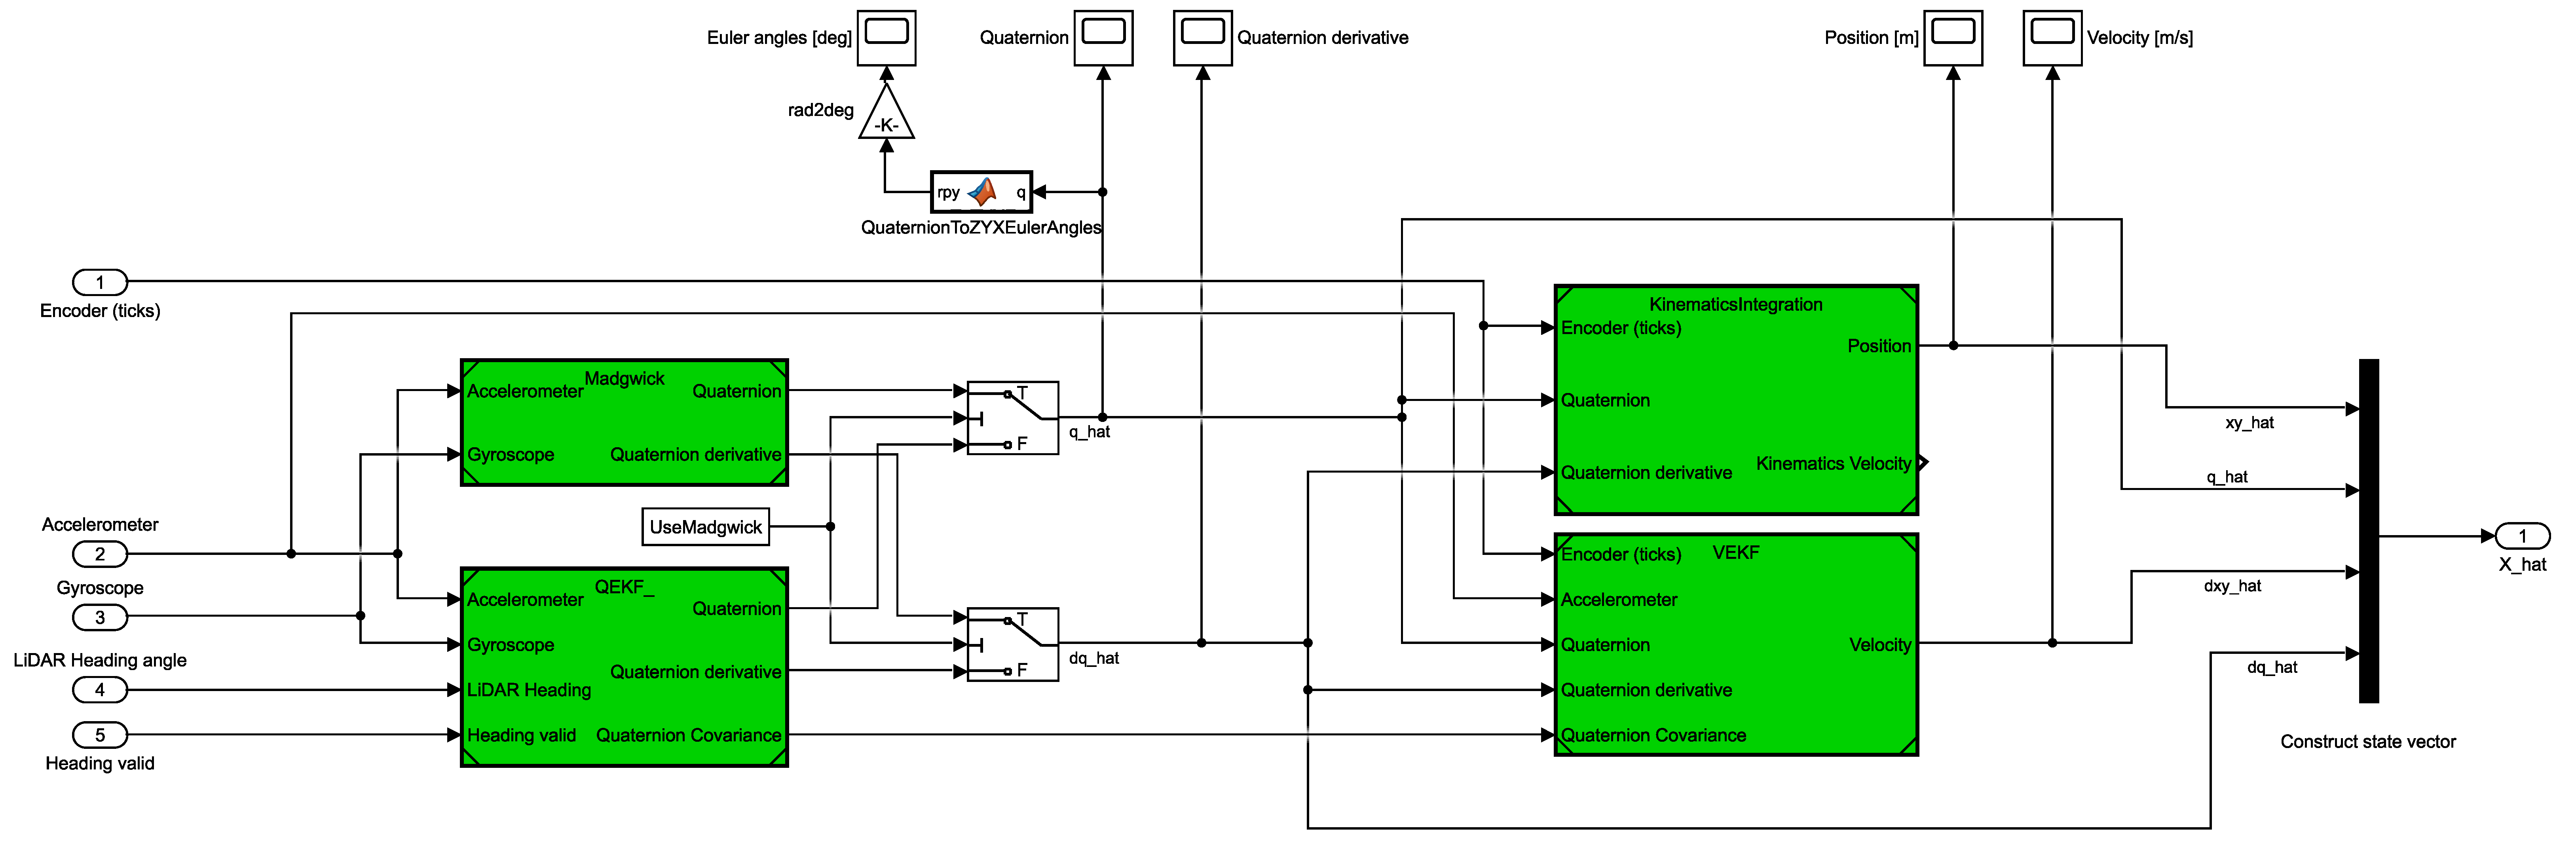 Euler angles [deg]
Quaternion
Quaternion derivative
Position [m]
Velocity [m/s]
rad2deg
-K-
rpy
q
QuaternionToZYXEulerAngles
1
Encoder (ticks)
Accelerometer
2
Gyroscope
3
LiDAR Heading angle
4
5
Heading valid
Madgwick
Accelerometer
Quaternion
Gyroscope
Quaternion derivative
UseMadgwick
QEKF_
Accelerometer
Quaternion
Gyroscope
Quaternion derivative
LiDAR Heading
Heading valid
Quaternion Covariance
T
F
q_hat
T
F
dq_hat
KinematicsIntegration
Encoder (ticks)
Position
Quaternion
Kinematics Velocity
Quaternion derivative
VEKF
Encoder (ticks)
Accelerometer
Quaternion
Velocity
Quaternion derivative
Quaternion Covariance
xy_hat
q_hat
dxy_hat
dq_hat
Construct state vector
1
X_hat